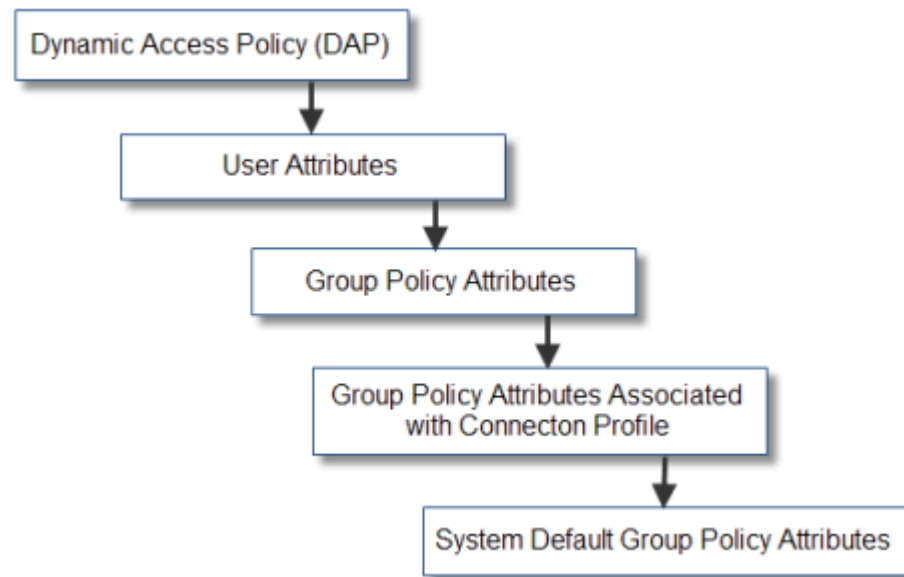 Dynamic Access Policy (DAP)
User Attributes
Group Policy Attributes
Group Policy Attributes Associated
with Connecton Profile
System Default Group Policy Attributes